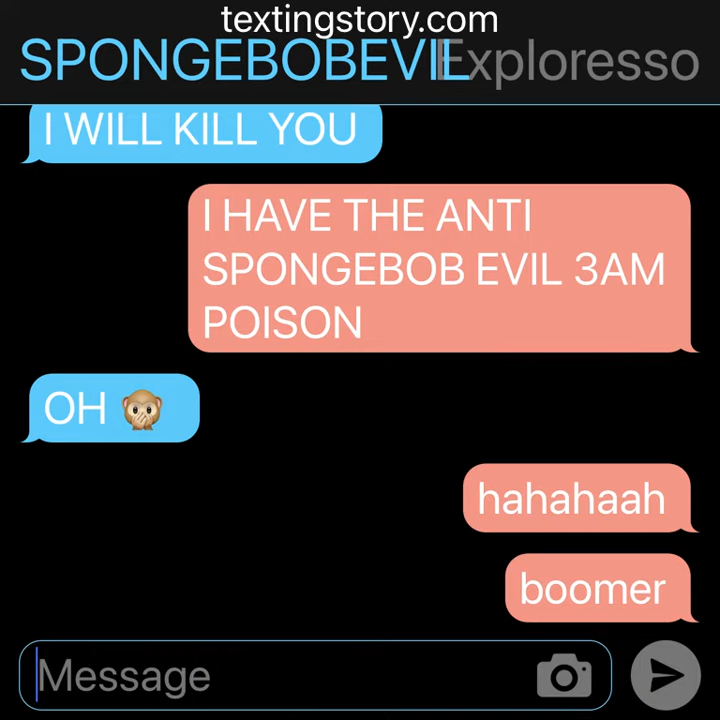 textingstory.com
SPONGEBOBEVIL Exploresso
I WILL KILL YOU
I HAVE THE ANTI
SPONGEBOB EVIL 3AM
POISON
OH 🙊
hahahaah
boomer
Message